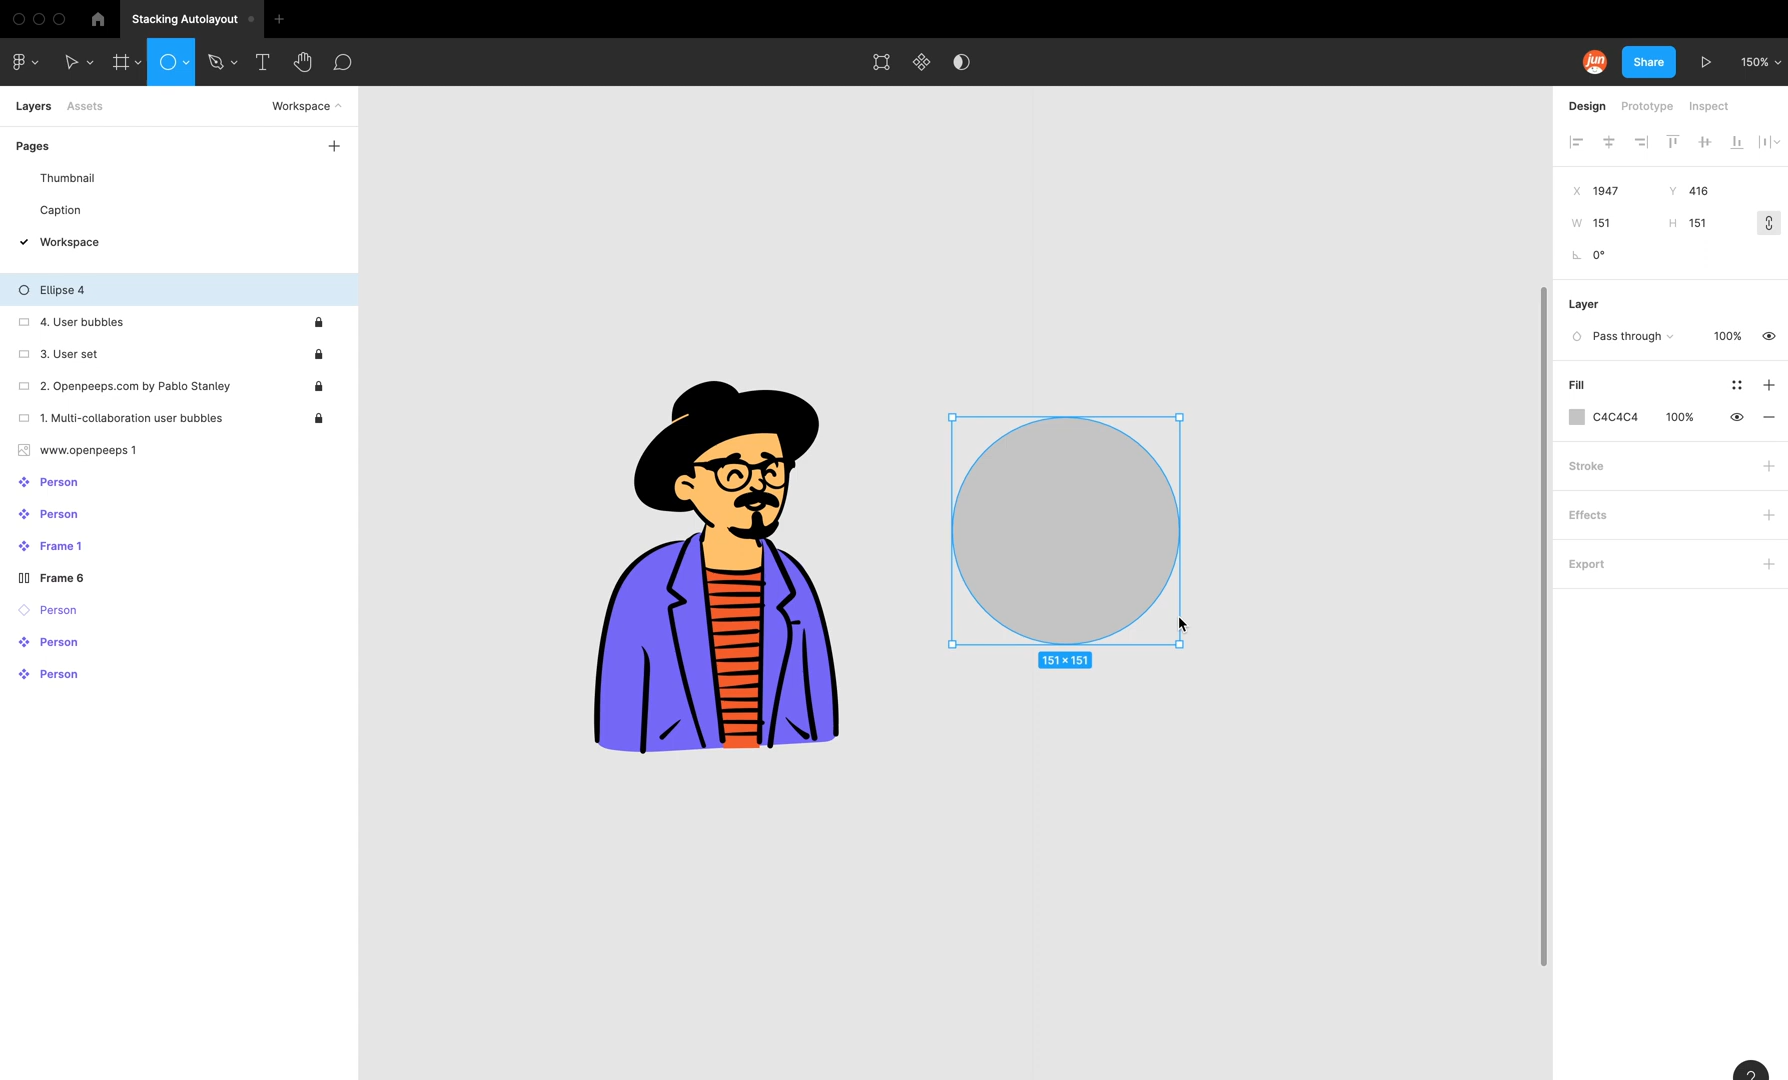 Stacking Autolayout
jun
Share
150%
Layers
Assets
Workspace
Design
Prototype
Inspect
Pages
Thumbnail
Caption
Workspace
X 1947
Y 416
W 151
H 151
0°
Ellipse 4
4. User bubbles
3. User set
2. Openpeeps.com by Pablo Stanley
1. Multi-collaboration user bubbles
www.openpeeps 1
Person
Person
Frame 1
Frame 6
Person
Person
Person
Layer
Pass through
100%
Fill
C4C4C4
100%
Stroke
Effects
Export
151 × 151
?